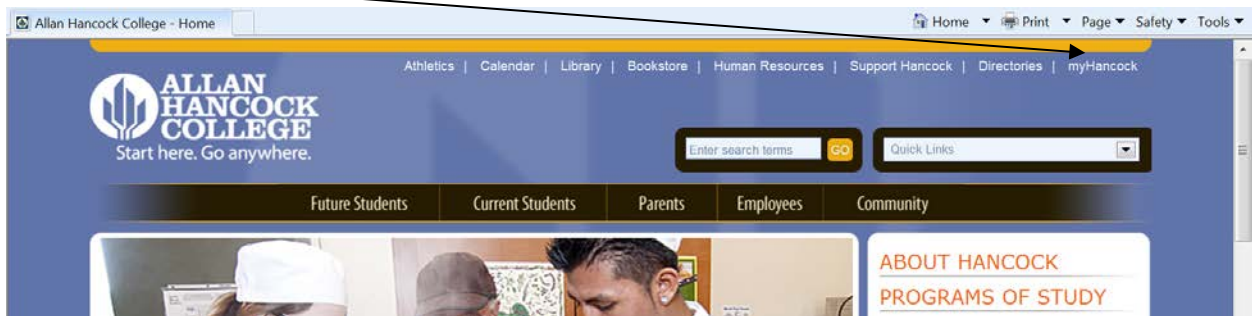 Allan Hancock College - Home
Home Print Page Safety Tools
Athletics | Calendar | Library | Bookstore | Human Resources | Support Hancock | Directories | myHancock
ALLAN
HANCOCK
COLLEGE
Start here. Go anywhere.
Enter search terms GO Quick Links
Future Students Current Students Parents Employees Community
ABOUT HANCOCK
PROGRAMS OF STUDY